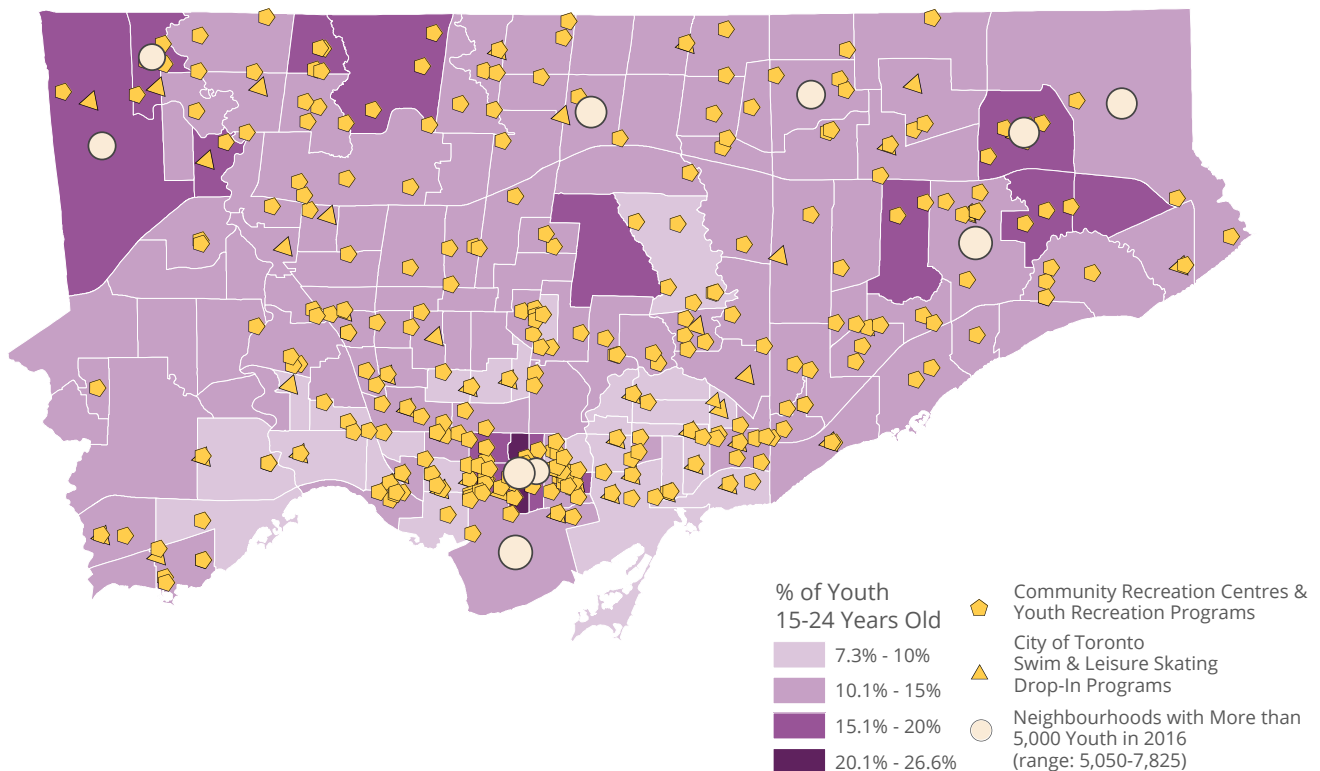 % of Youth
15-24 Years Old
7.3% - 10%
10.1% - 15%
15.1% - 20%
20.1% - 26.6%
Community Recreation Centres &
Youth Recreation Programs
City of Toronto
Swim & Leisure Skating
Drop-In Programs
Neighbourhoods with More than
5,000 Youth in 2016
(range: 5,050-7,825)